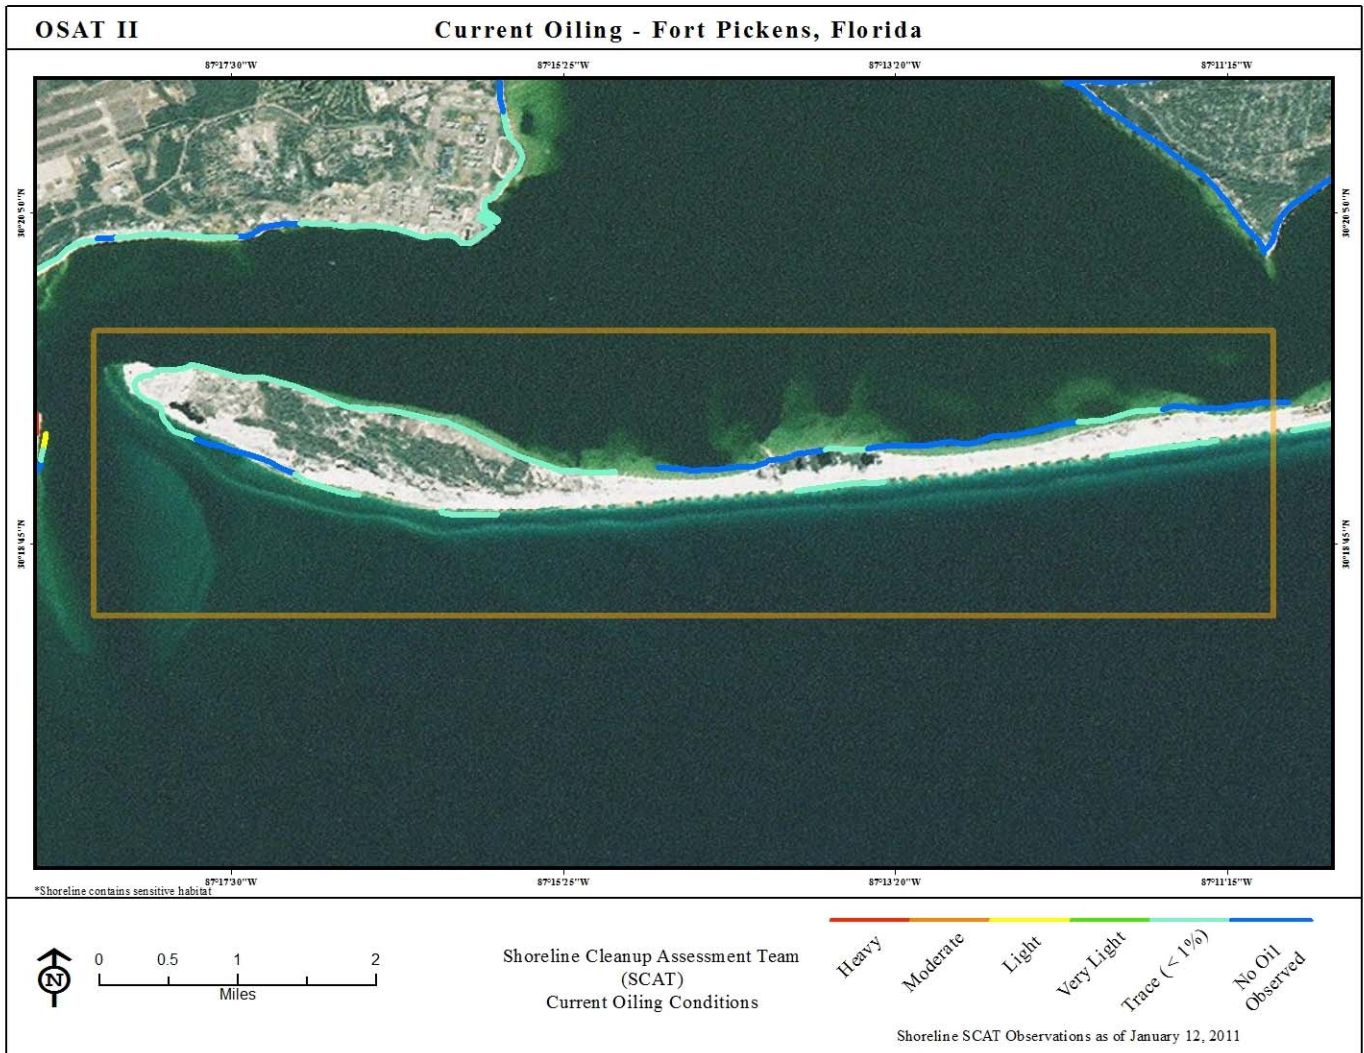 OSAT II
Current Oiling - Fort Pickens, Florida
87°17'30"W
87°15'25"W
87°13'20"W
87°11'15"W
30°20'50"N
30°20'50"N
30°18'45"N
30°18'45"N
87°17'30"W
87°15'25"W
87°13'20"W
87°11'15"W
*Shoreline contains sensitive habitat
N
0 0.5 1 2
Miles
Shoreline Cleanup Assessment Team
(SCAT)
Current Oiling Conditions
Heavy
Moderate
Light
Very Light
Trace (< 1%)
No Oil
Observed
Shoreline SCAT Observations as of January 12, 2011